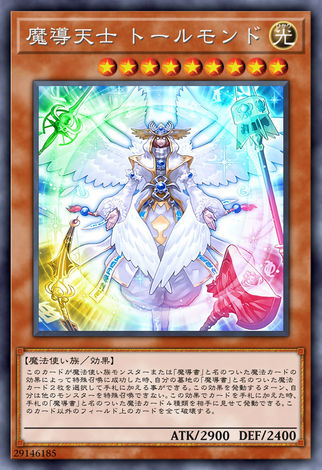 魔導天士 トールモンド
光
【魔法使い族／効果】
このカードが魔法使い族モンスターまたは「魔導書」と名のついた魔法カードの
効果によって特殊召喚に成功した時、自分の墓地の「魔導書」と名のついた魔法
カード２枚を選択して手札に加える事ができる。この効果を発動するターン、自
分は他のモンスターを特殊召喚できない。この効果でカードを手札に加えた時、
手札の「魔導書」と名のついた魔法カード４種類を相手に見せて発動できる。こ
のカード以外のフィールド上のカードを全て破壊する。
ATK/2900 DEF/2400
29146185